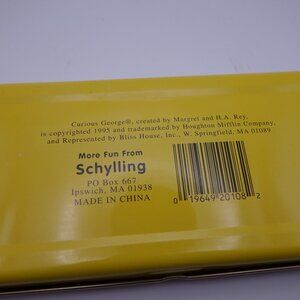 Curious George®, created by Margret and H.A. Rey,
is copyrighted 1995 and trademarked by Houghton Mifflin Company,
and Represented by Bliss House, Inc., W. Springfield, MA 01089
More Fun From
Schylling
PO Box 667
Ipswich, MA 01938
MADE IN CHINA
0 19649 20108 2